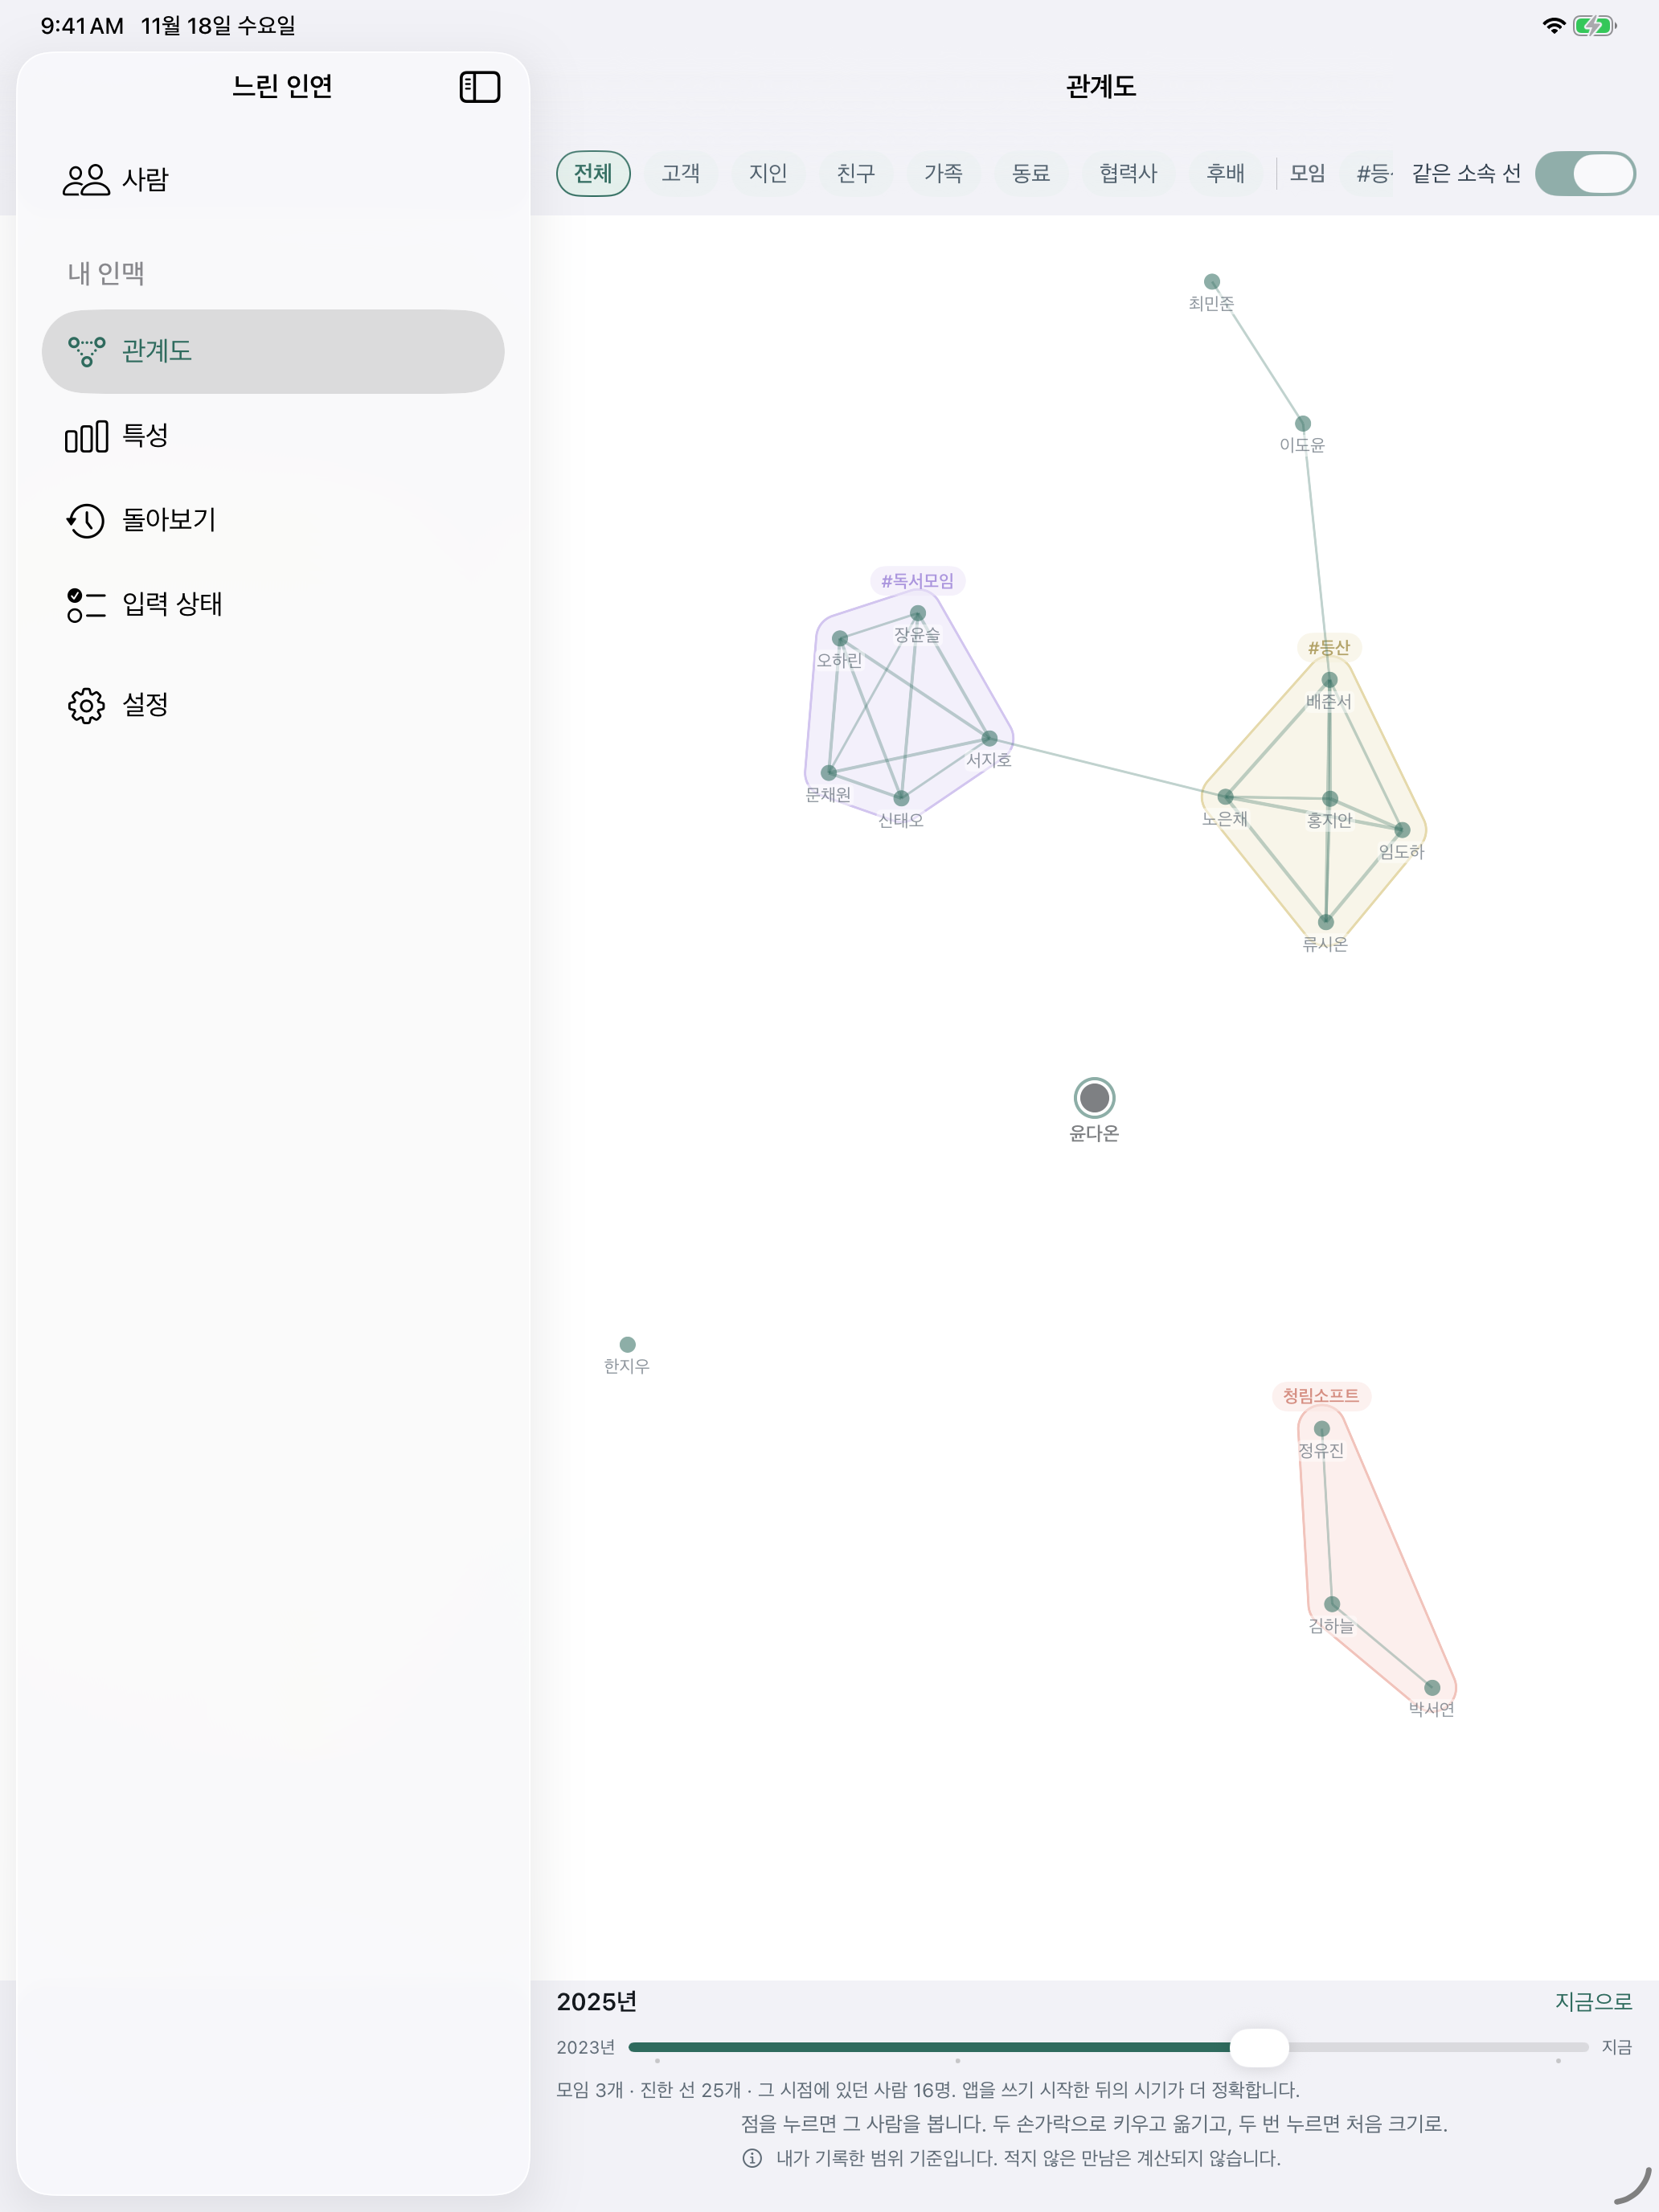 9:41 AM 11월 18일 수요일
느린 인연
사람
내 인맥
관계도
특성
돌아보기
입력 상태
설정
관계도
전체 고객 지인 친구 가족 동료 협력사 후배 모임 같은 소속 선
최민준
이도윤
#독서모임
장윤슬
오하린
#등산
배준서
서지호
문채원
신태오
노은채
홍지안
임도하
류시온
윤다온
한지우
청림소프트
정유진
김하늘
박서연
2025년
지금으로
2023년
지금
모임 3개 · 진한 선 25개 · 그 시점에 있던 사람 16명. 앱을 쓰기 시작한 뒤의 시기가 더 정확합니다.
점을 누르면 그 사람을 봅니다. 두 손가락으로 키우고 옮기고, 두 번 누르면 처음 크기로.
내가 기록한 범위 기준입니다. 적지 않은 만남은 계산되지 않습니다.